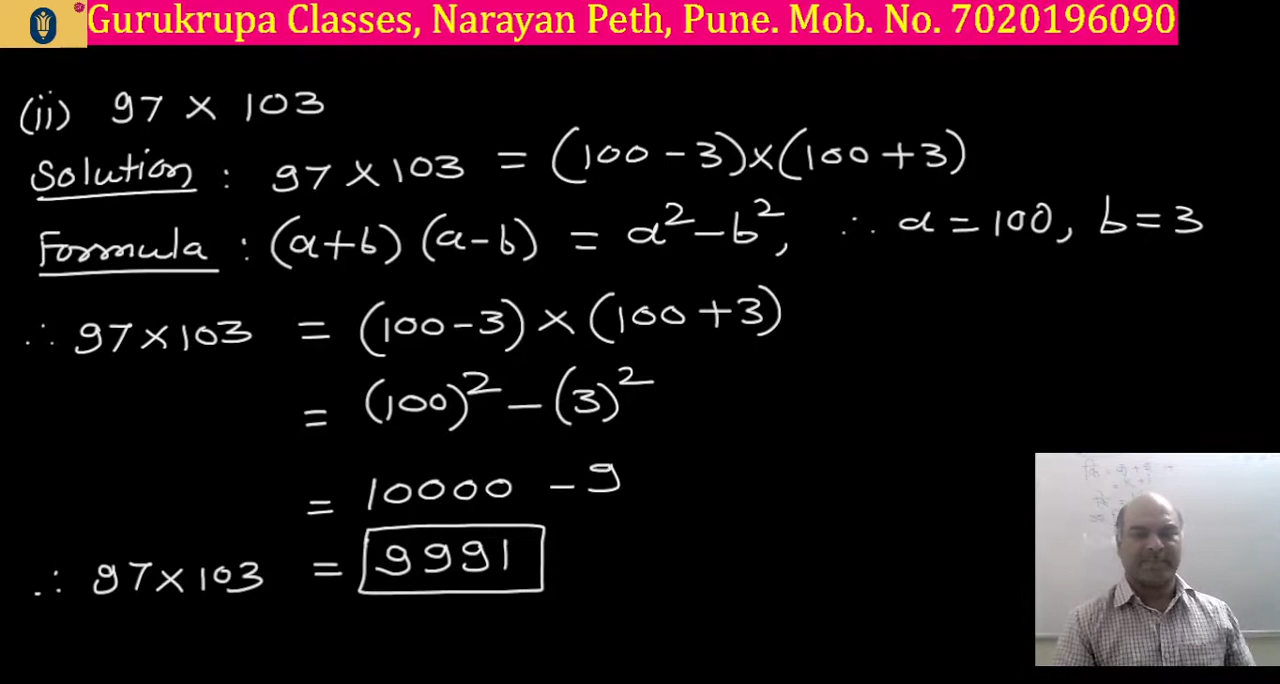 Gurukrupa Classes, Narayan Peth, Pune. Mob. No. 7020196090
(ii) 97 × 103
Solution : 97 × 103 = (100 - 3) × (100 + 3)
Formula : (a+b) (a-b) = a² - b², ∴ a = 100, b = 3
∴ 97 × 103 = (100 - 3) × (100 + 3)
= (100)² - (3)²
= 10000 - 9
∴ 97 × 103 = 9991